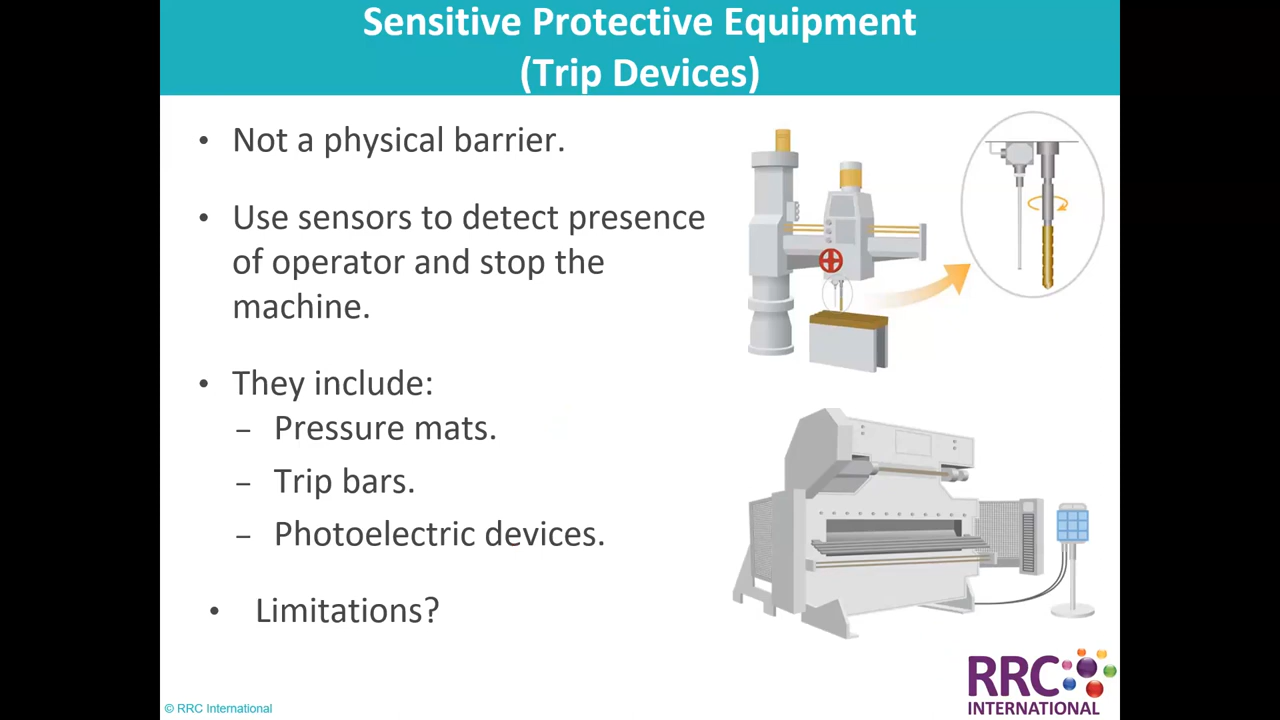 Sensitive Protective Equipment
(Trip Devices)
• Not a physical barrier.
• Use sensors to detect presence
of operator and stop the
machine.
• They include:
– Pressure mats.
– Trip bars.
– Photoelectric devices.
• Limitations?
RRC
INTERNATIONAL
© RRC International